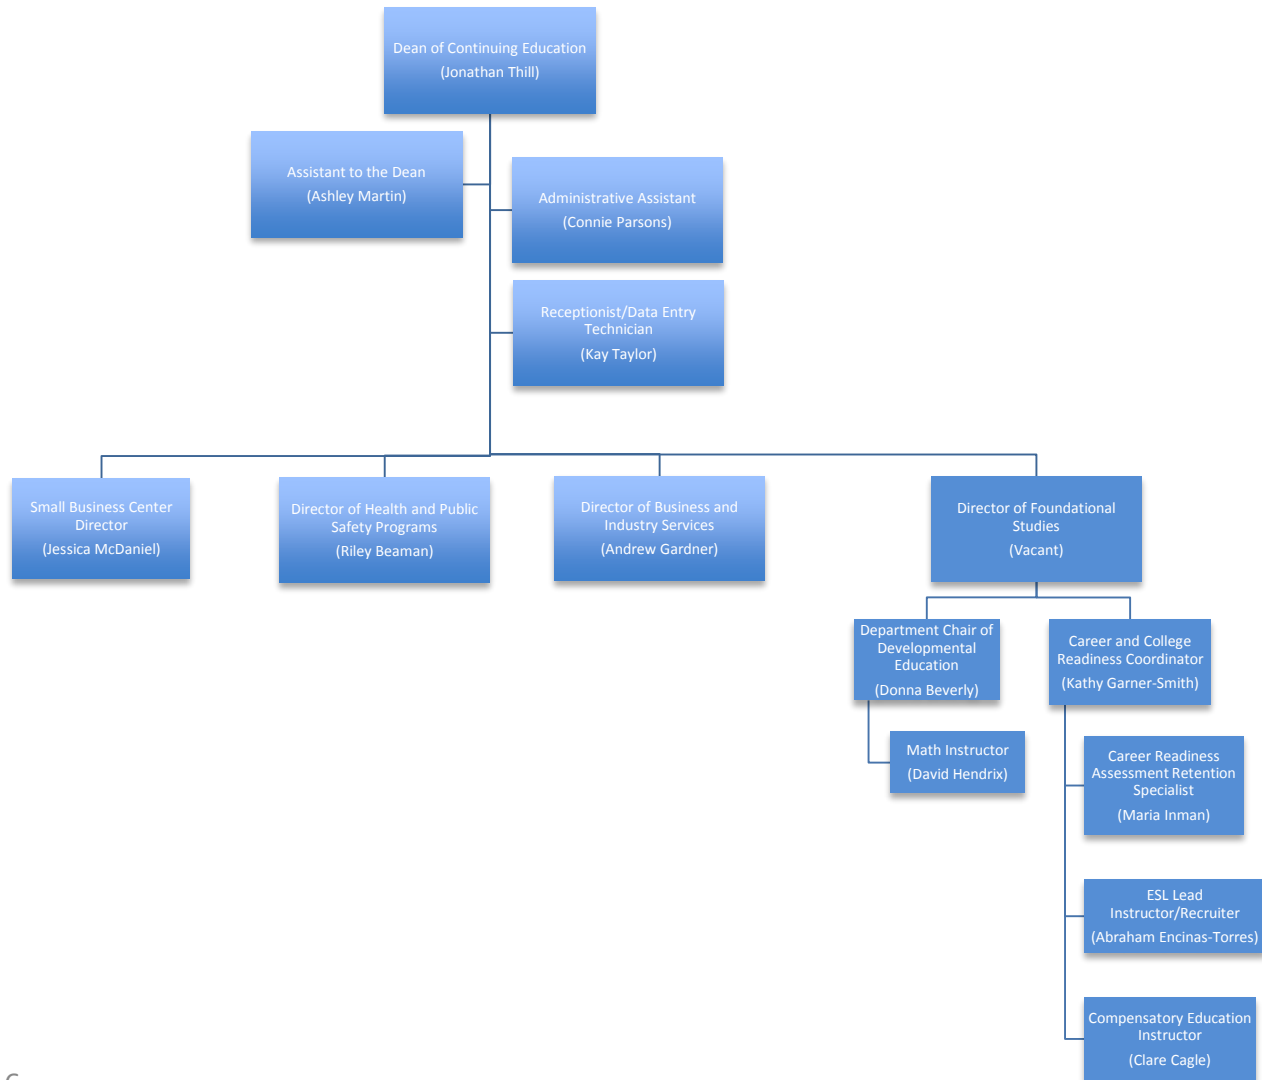 Dean of Continuing Education
(Jonathan Thill)
Assistant to the Dean
(Ashley Martin)
Administrative Assistant
(Connie Parsons)
Receptionist/Data Entry
Technician
(Kay Taylor)
Small Business Center
Director
(Jessica McDaniel)
Director of Health and Public
Safety Programs
(Riley Beaman)
Director of Business and
Industry Services
(Andrew Gardner)
Director of Foundational
Studies
(Vacant)
Department Chair of
Developmental
Education
(Donna Beverly)
Math Instructor
(David Hendrix)
Career and College
Readiness Coordinator
(Kathy Garner-Smith)
Career Readiness
Assessment Retention
Specialist
(Maria Inman)
ESL Lead
Instructor/Recruiter
(Abraham Encinas-Torres)
Compensatory Education
Instructor
(Clare Cagle)